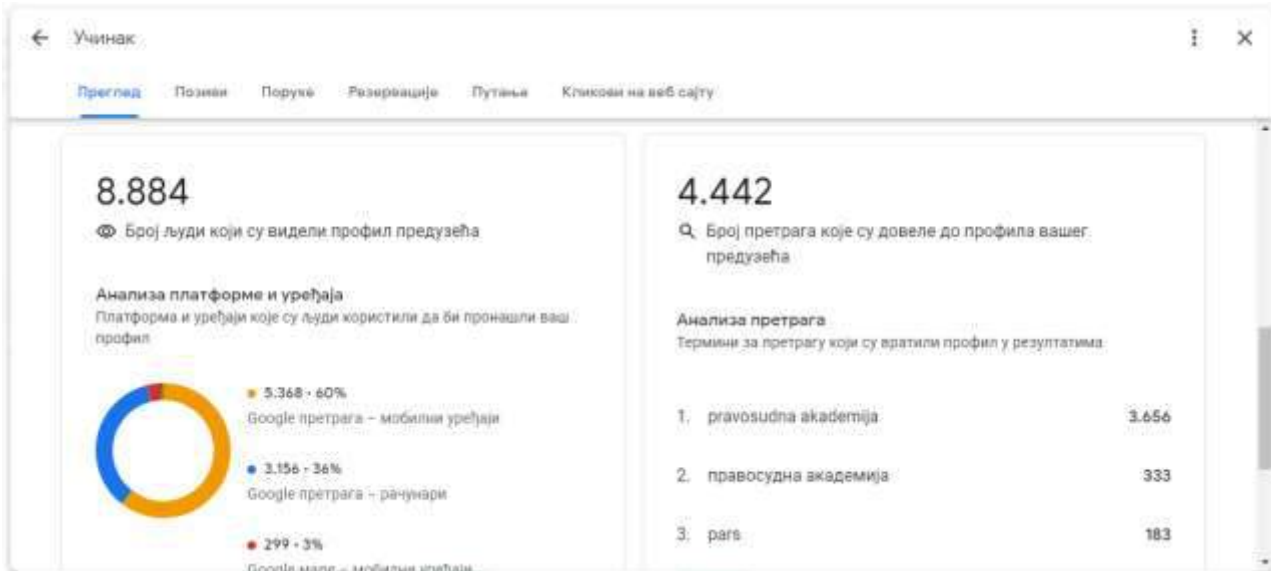 Учинак
Преглед Позиви Поруке Резервације Путање Кликови на веб сајту
8.884
Број људи који су видели профил предузећа
Анализа платформе и уређаја
Платформа и уређаји које су људи користили да би пронашли ваш
профил
5.368 · 60%
Google претрага – мобилни уређаји
3.156 · 36%
Google претрага – рачунари
299 · 3%
Google мапе – мобилни уређаји
4.442
Број претрага које су довеле до профила вашег
предузећа
Анализа претрага
Термини за претрагу који су вратили профил у резултатима
1. pravosudna akademija 3.656
2. правосудна академија 333
3. pars 183